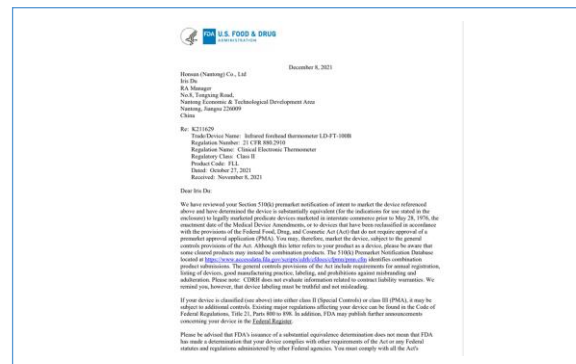 FDA U.S. FOOD & DRUG
ADMINISTRATION
December 8, 2021
Honsun (Nantong) Co., Ltd
Iris Du
RA Manager
No.8, Tongxing Road,
Nantong Economic & Technological Development Area
Nantong, Jiangsu 226009
China
Re: K211629
Trade/Device Name: Infrared forehead thermometer LD-FT-100B
Regulation Number: 21 CFR 880.2910
Regulation Name: Clinical Electronic Thermometer
Regulatory Class: Class II
Product Code: FLL
Dated: October 27, 2021
Received: November 8, 2021
Dear Iris Du:
We have reviewed your Section 510(k) premarket notification of intent to market the device referenced
above and have determined the device is substantially equivalent (for the indications for use stated in the
enclosure) to legally marketed predicate devices marketed in interstate commerce prior to May 28, 1976, the
enactment date of the Medical Device Amendments, or to devices that have been reclassified in accordance
with the provisions of the Federal Food, Drug, and Cosmetic Act (Act) that do not require approval of a
premarket approval application (PMA). You may, therefore, market the device, subject to the general
controls provisions of the Act. Although this letter refers to your product as a device, please be aware that
some cleared products may instead be combination products. The 510(k) Premarket Notification Database
located at https://www.accessdata.fda.gov/scripts/cdrh/cfdocs/cfpmn/pmn.cfm identifies combination
product submissions. The general controls provisions of the Act include requirements for annual registration,
listing of devices, good manufacturing practice, labeling, and prohibitions against misbranding and
adulteration. Please note: CDRH does not evaluate information related to contract liability warranties. We
remind you, however, that device labeling must be truthful and not misleading.
If your device is classified (see above) into either class II (Special Controls) or class III (PMA), it may be
subject to additional controls. Existing major regulations affecting your device can be found in the Code of
Federal Regulations, Title 21, Parts 800 to 898. In addition, FDA may publish further announcements
concerning your device in the Federal Register.
Please be advised that FDA's issuance of a substantial equivalence determination does not mean that FDA
has made a determination that your device complies with other requirements of the Act or any Federal
statutes and regulations administered by other Federal agencies. You must comply with all the Act's